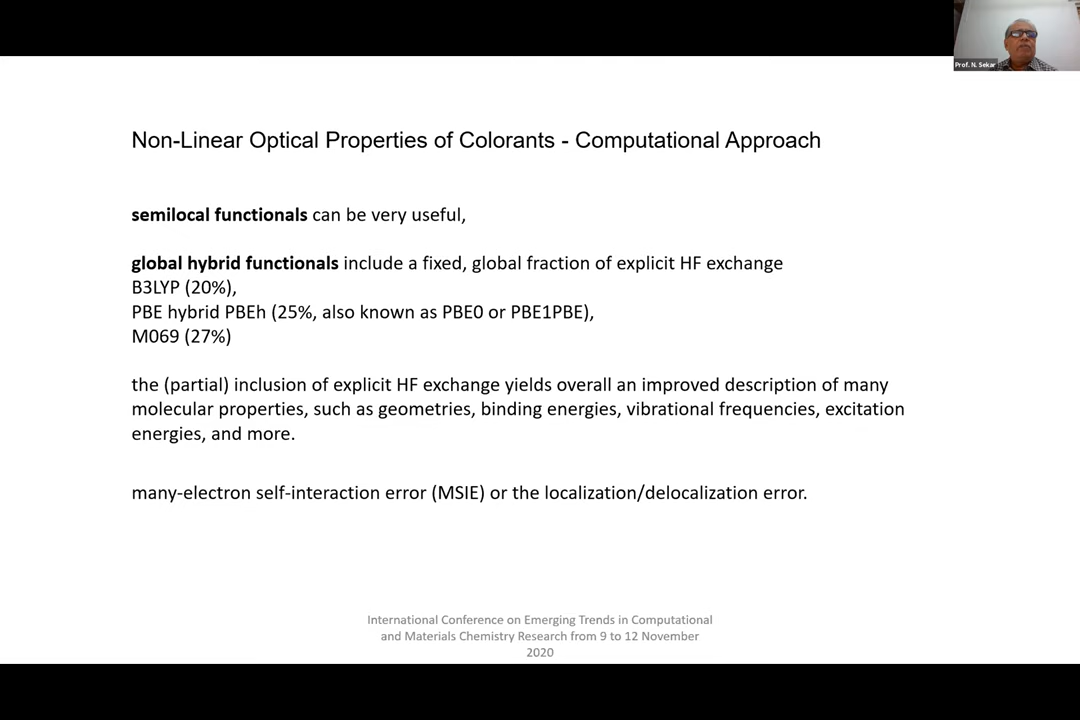 Prof. N. Sekar
Non-Linear Optical Properties of Colorants - Computational Approach
semilocal functionals can be very useful,
global hybrid functionals include a fixed, global fraction of explicit HF exchange
B3LYP (20%),
PBE hybrid PBEh (25%, also known as PBE0 or PBE1PBE),
M069 (27%)
the (partial) inclusion of explicit HF exchange yields overall an improved description of many
molecular properties, such as geometries, binding energies, vibrational frequencies, excitation
energies, and more.
many-electron self-interaction error (MSIE) or the localization/delocalization error.
International Conference on Emerging Trends in Computational
and Materials Chemistry Research from 9 to 12 November
2020